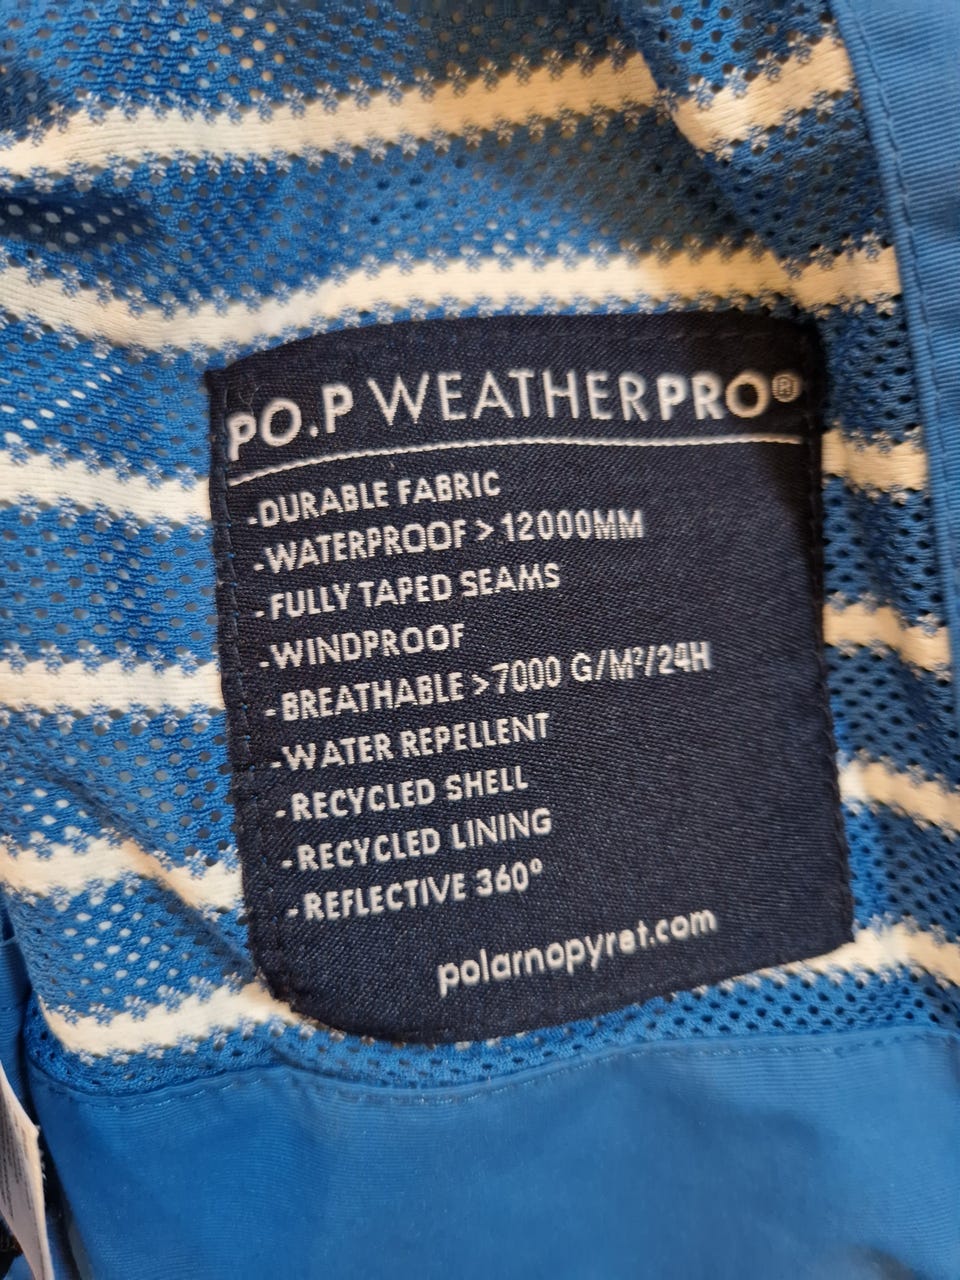 PO.P WEATHERPRO®
-DURABLE FABRIC
-WATERPROOF > 12000MM
-FULLY TAPED SEAMS
-WINDPROOF
-BREATHABLE >7000 G/M²/24H
-WATER REPELLENT
-RECYCLED SHELL
-RECYCLED LINING
-REFLECTIVE 360°
polarnopyret.com